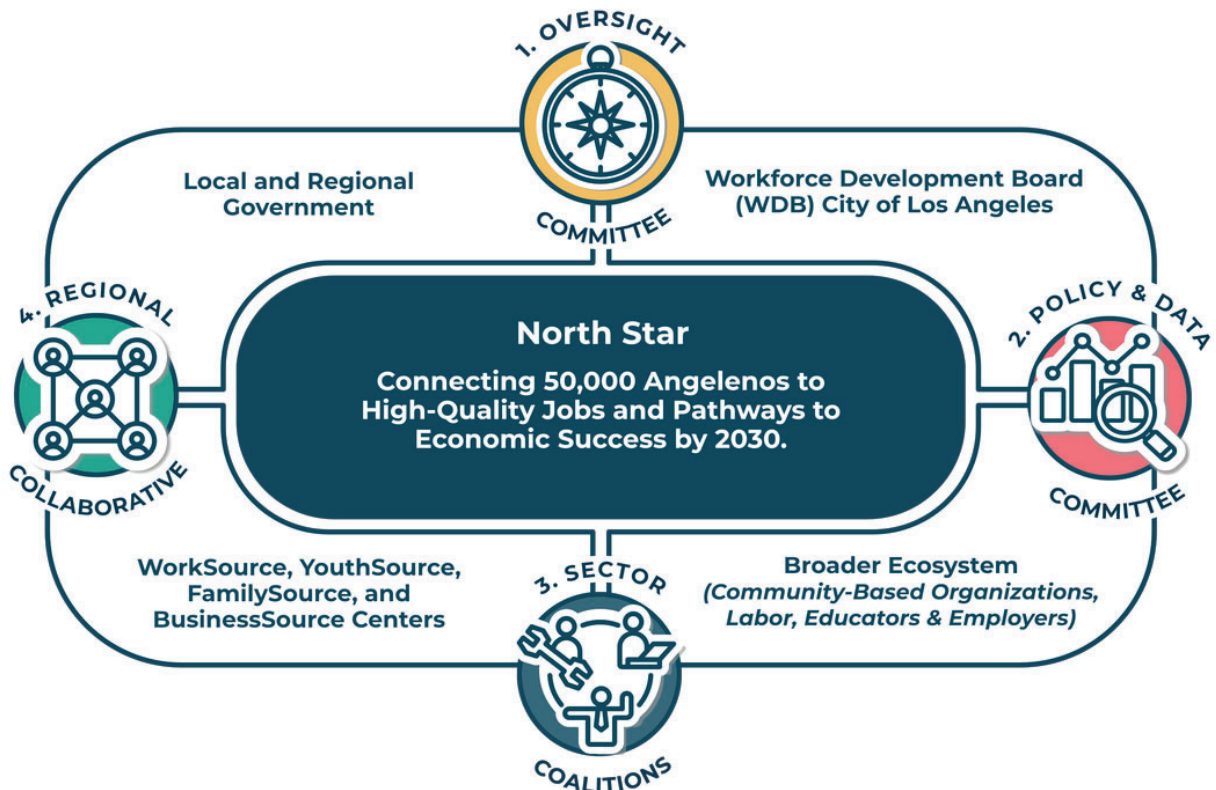 1. OVERSIGHT
COMMITTEE
Local and Regional
Government
Workforce Development Board
(WDB) City of Los Angeles
4. REGIONAL
COLLABORATIVE
North Star
Connecting 50,000 Angelenos to
High-Quality Jobs and Pathways to
Economic Success by 2030.
2. POLICY & DATA
COMMITTEE
WorkSource, YouthSource,
FamilySource, and
BusinessSource Centers
3. SECTOR
COALITIONS
Broader Ecosystem
(Community-Based Organizations,
Labor, Educators & Employers)